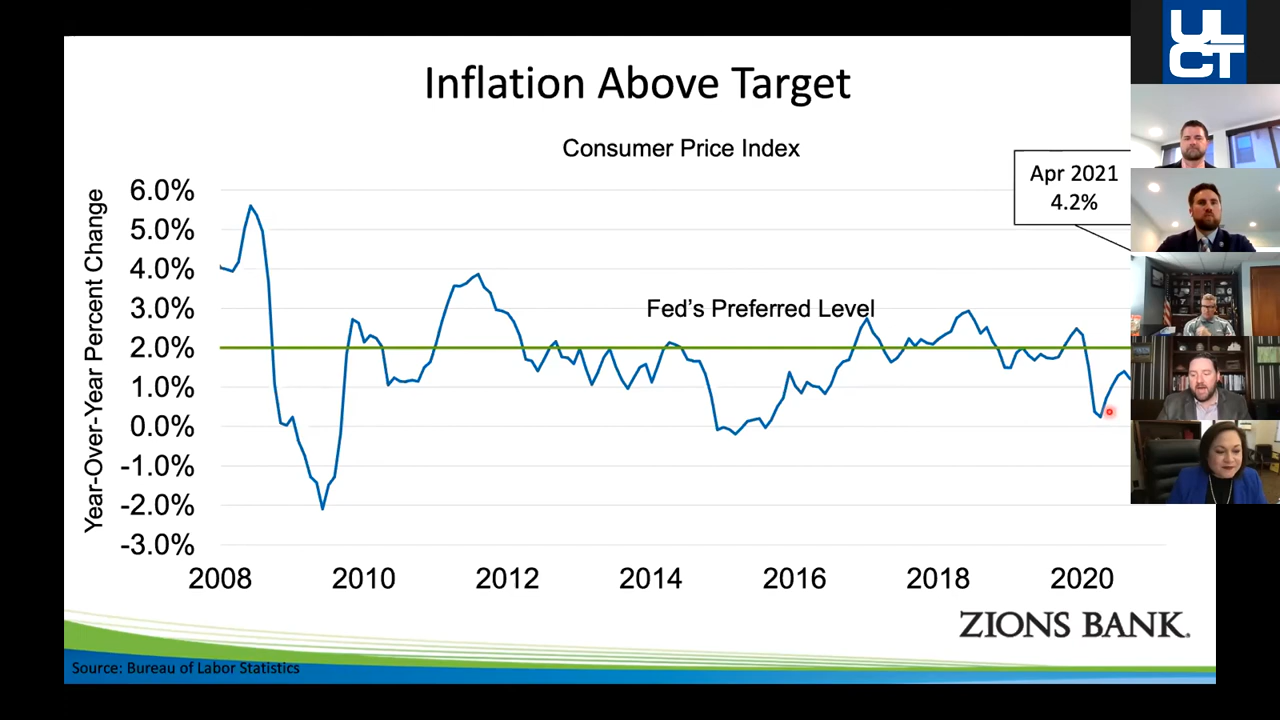 Inflation Above Target
Consumer Price Index
Apr 2021
4.2%
Year-Over-Year Percent Change
6.0%
5.0%
4.0%
3.0%
2.0%
1.0%
0.0%
-1.0%
-2.0%
-3.0%
Fed's Preferred Level
2008 2010 2012 2014 2016 2018 2020
ZIONS BANK.
Source: Bureau of Labor Statistics
UL
CT